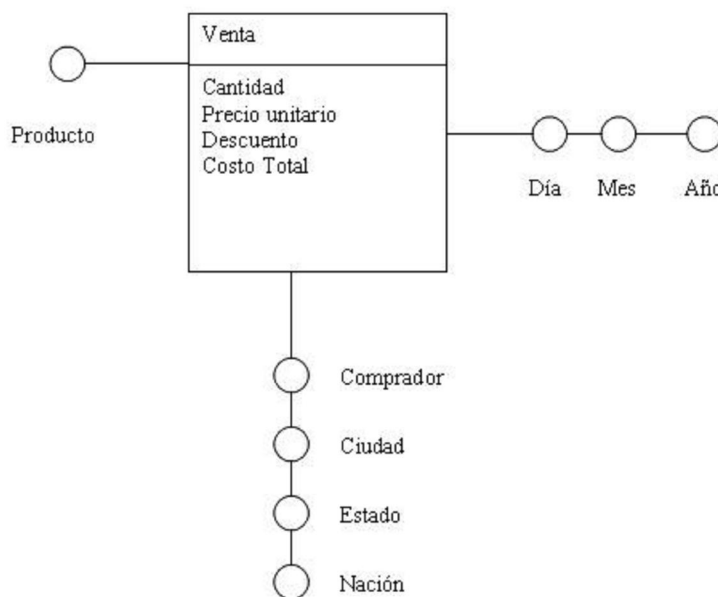 Venta
Cantidad
Precio unitario
Descuento
Costo Total
Producto
Día Mes Año
Comprador
Ciudad
Estado
Nación